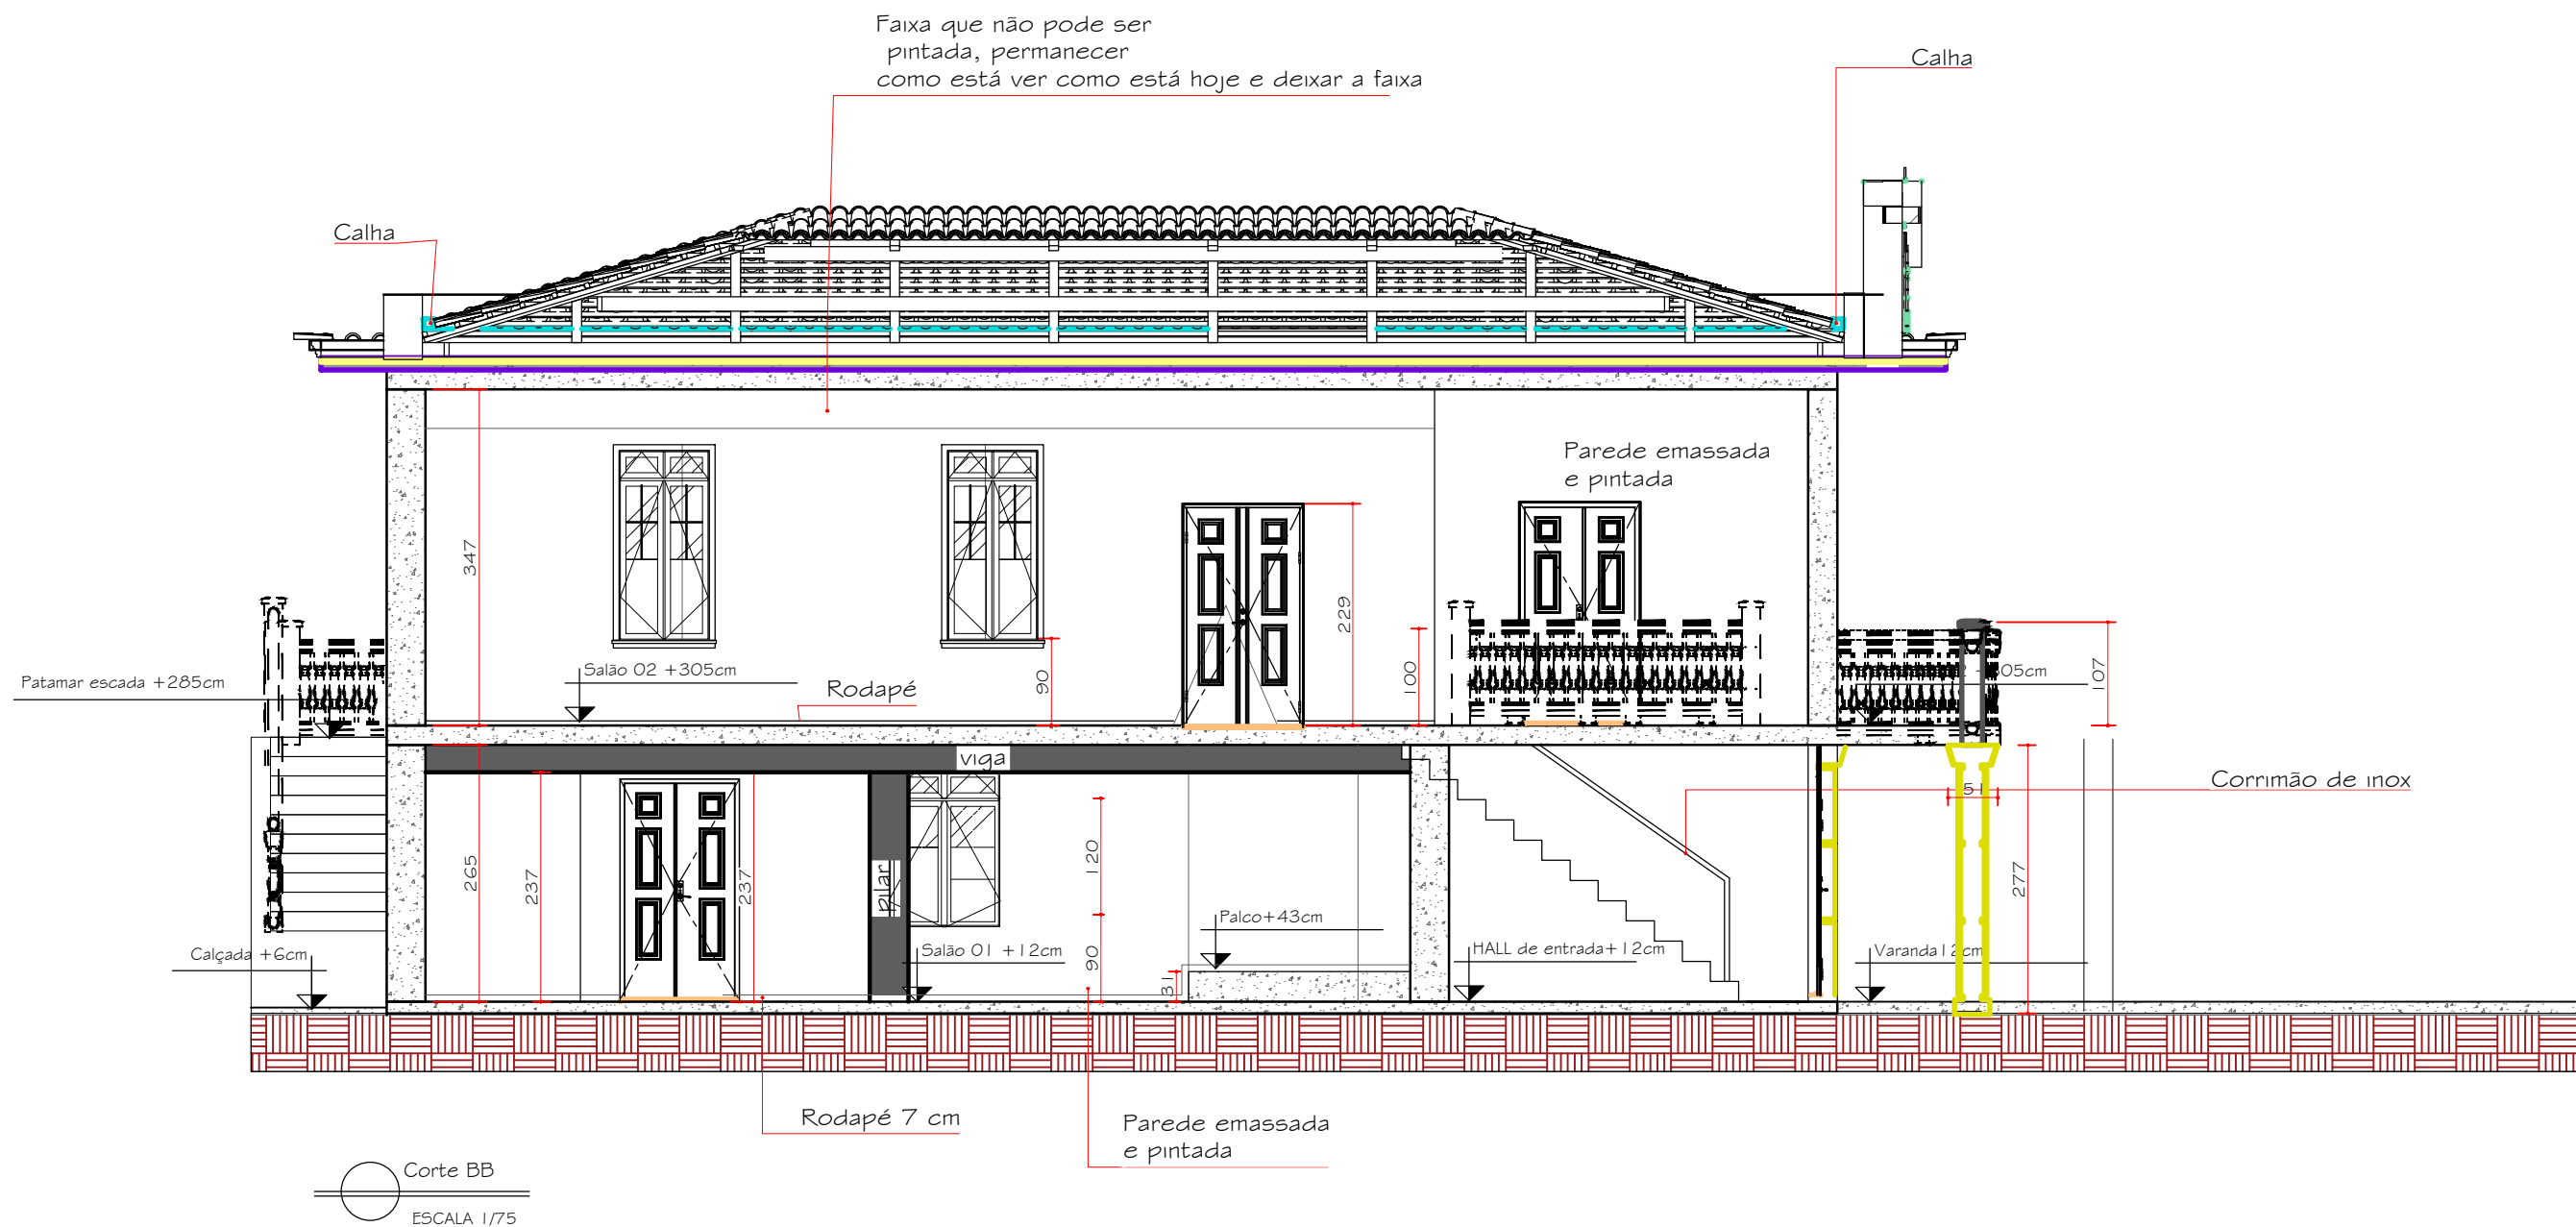 Faixa que não pode ser
pintada, permanecer
como está ver como está hoje e deixar a faixa
Calha
Calha
Parede emassada
e pintada
347
229
Salão 02 +305cm
Rodapé
90
100
107
05cm
Patamar escada +285cm
viga
Corrimão de inox
51
265
237
237
pilar
120
90
277
Palco+43cm
Calçada +6cm
Salão 01 +12cm
HALL de entrada+12cm
Varanda12cm
31
Rodapé 7 cm
Parede emassada
e pintada
Corte BB
ESCALA 1/75